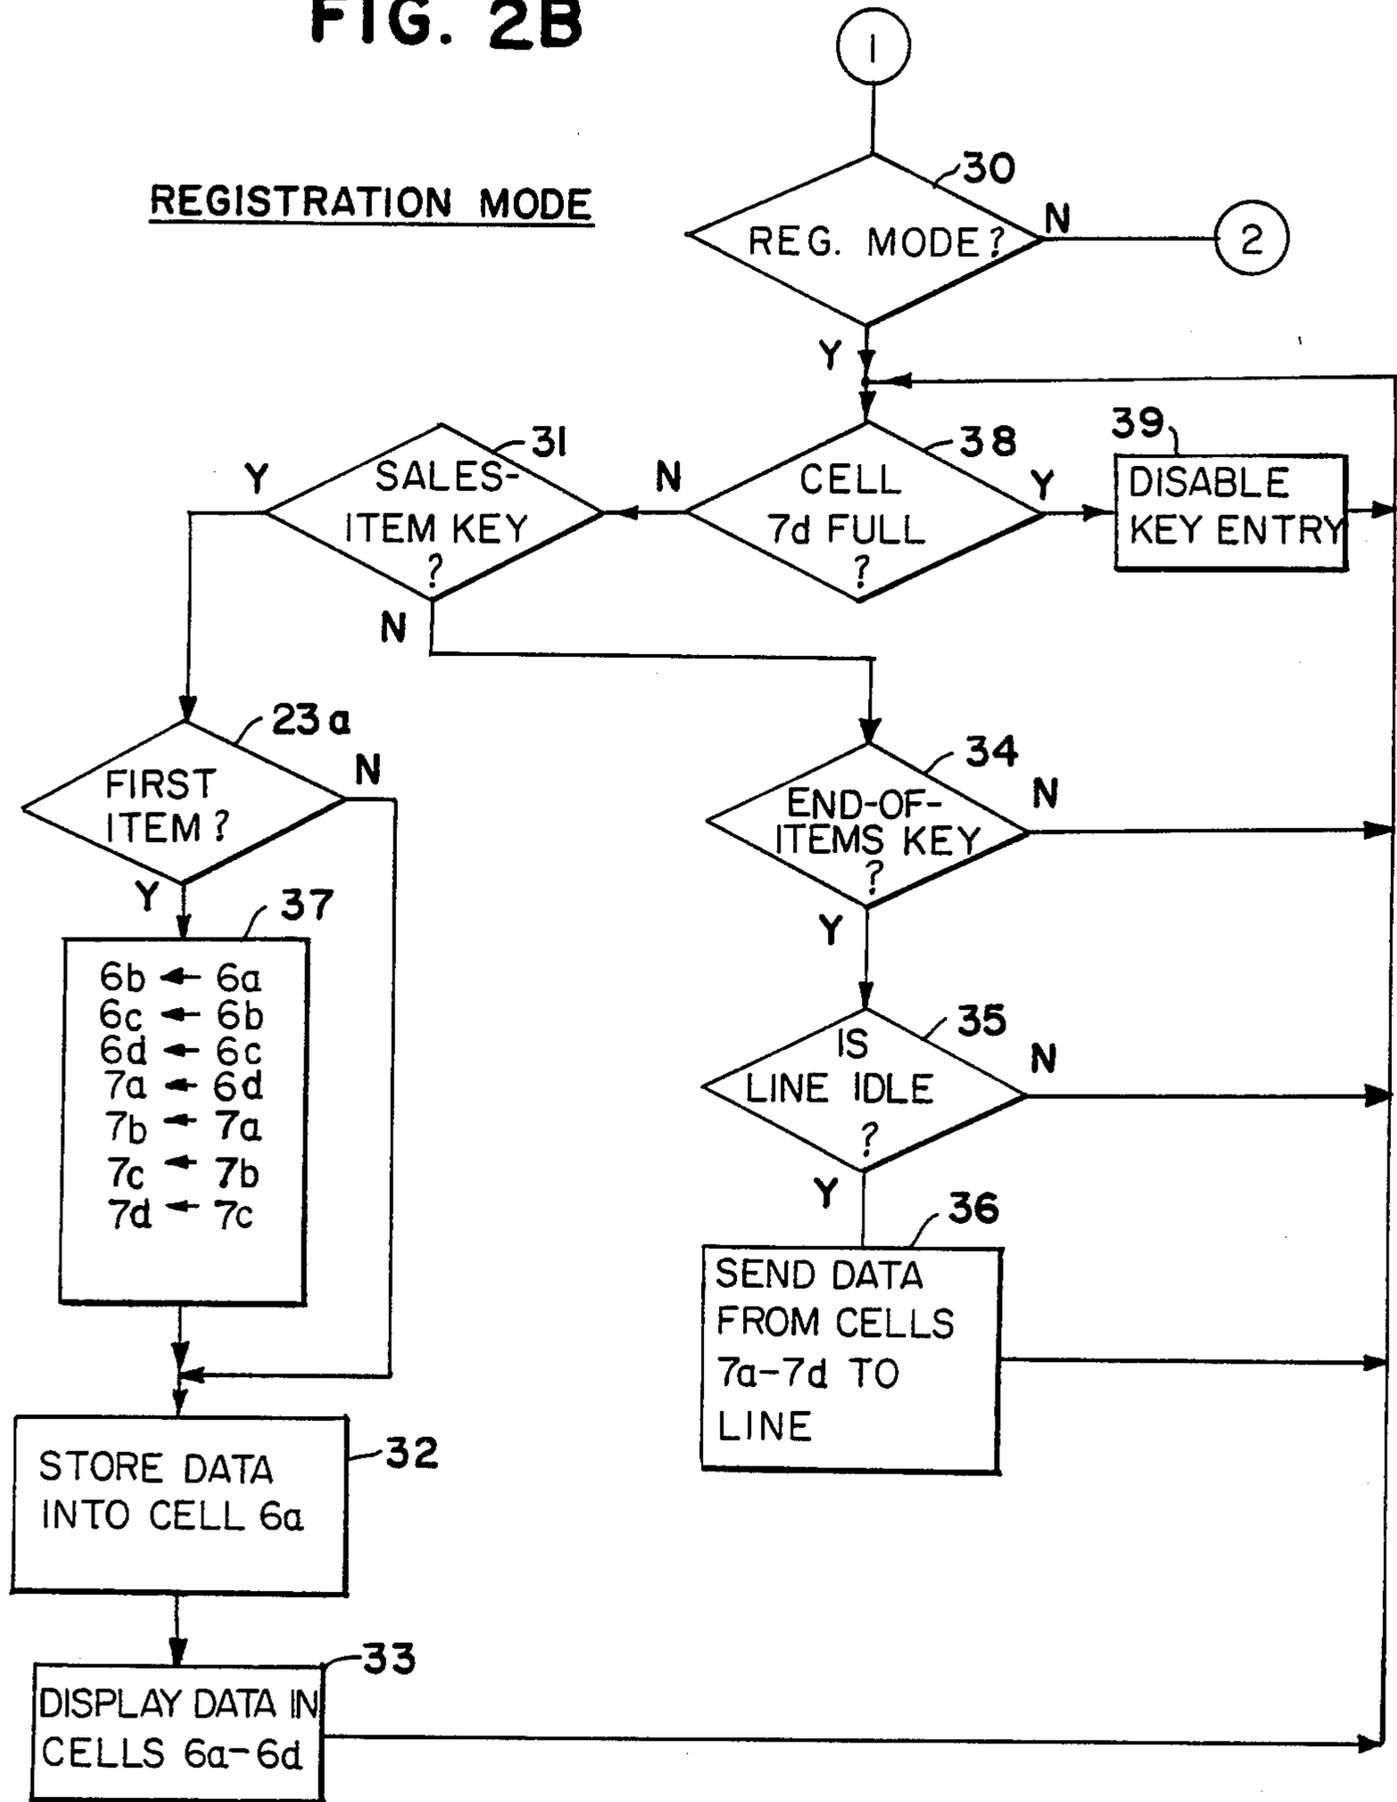 FIG. 2B
1
REGISTRATION MODE
30
REG. MODE?
N
2
Y
31
SALES-
ITEM KEY
?
Y
N
N
38
CELL
7d FULL
?
Y
39
DISABLE
KEY ENTRY
23a
FIRST
ITEM?
N
Y
34
END-OF-
ITEMS KEY
?
N
Y
37
6b ← 6a
6c ← 6b
6d ← 6c
7a ← 6d
7b ← 7a
7c ← 7b
7d ← 7c
35
IS
LINE IDLE
?
N
Y
36
SEND DATA
FROM CELLS
7a-7d TO
LINE
32
STORE DATA
INTO CELL 6a
33
DISPLAY DATA IN
CELLS 6a-6d